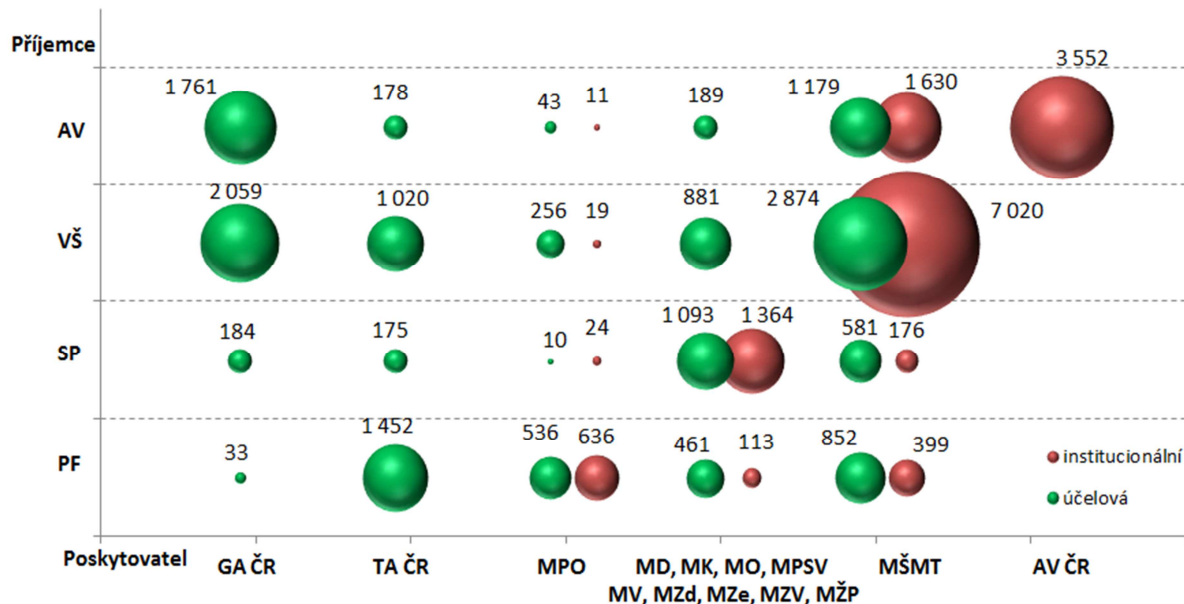 Příjemce
3 552
1 761
178
43
11
189
1 179
1 630
AV
2 059
1 020
256
19
881
2 874
7 020
VŠ
184
175
10
24
1 093
1 364
581
176
SP
33
1 452
536
636
461
113
852
399
PF
institucionální
účelová
Poskytovatel
GA ČR
TA ČR
MPO
MD, MK, MO, MPSV
MV, MZd, MZe, MZV, MŽP
MŠMT
AV ČR